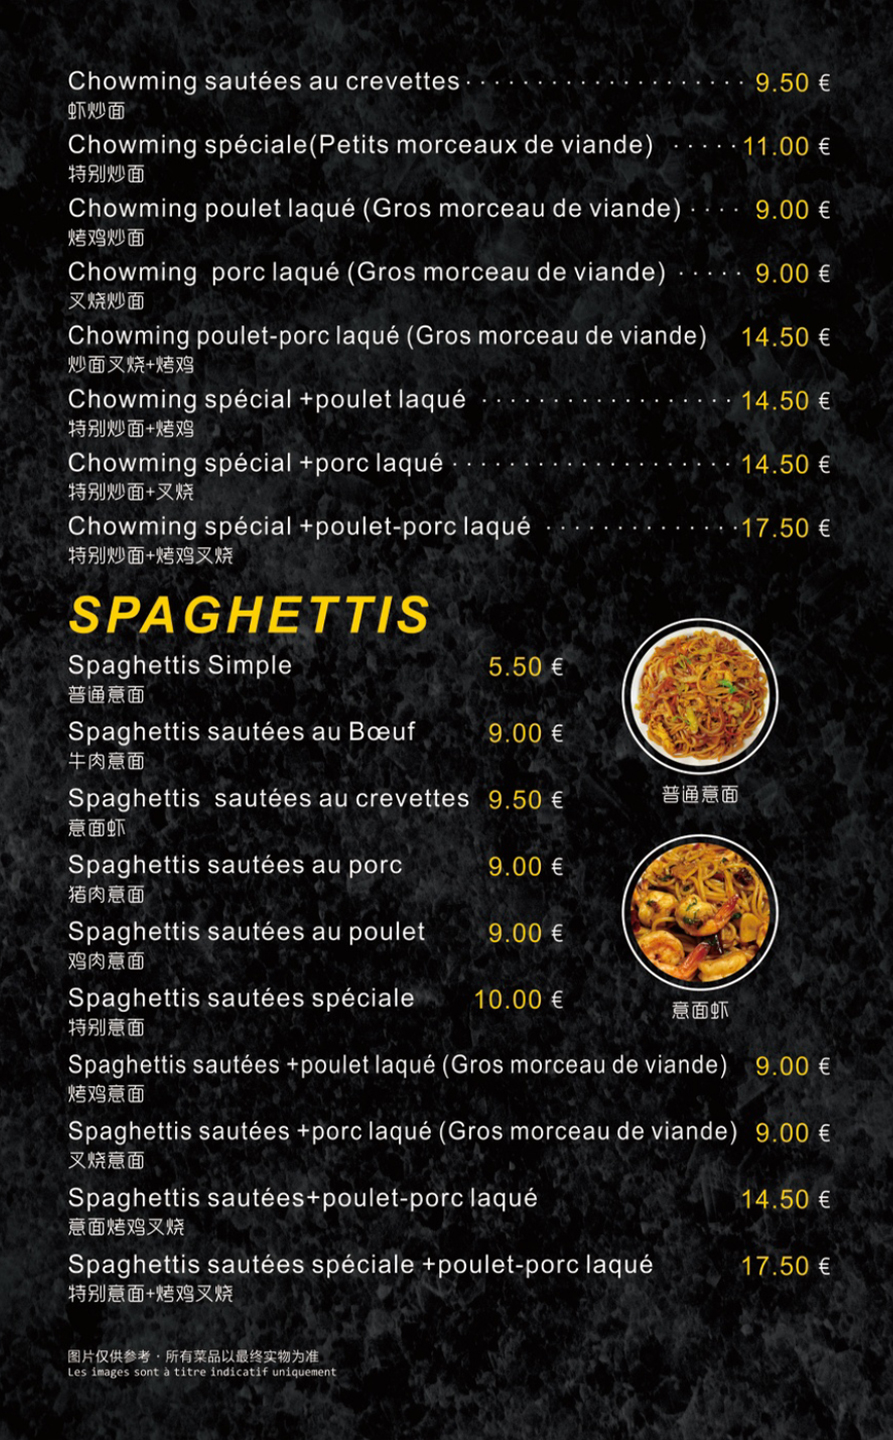 Chowming sautées au crevettes · · · · · · · · · · · · · · · · · · · · 9.50 €
虾炒面
Chowming spéciale(Petits morceaux de viande) · · · · · 11.00 €
特别炒面
Chowming poulet laqué (Gros morceau de viande) · · · · 9.00 €
烤鸡炒面
Chowming porc laqué (Gros morceau de viande) · · · · · 9.00 €
叉烧炒面
Chowming poulet-porc laqué (Gros morceau de viande) 14.50 €
炒面叉烧+烤鸡
Chowming spécial +poulet laqué · · · · · · · · · · · · · · · · · · 14.50 €
特别炒面+烤鸡
Chowming spécial +porc laqué · · · · · · · · · · · · · · · · · · · · 14.50 €
特别炒面+叉烧
Chowming spécial +poulet-porc laqué · · · · · · · · · · · · · · 17.50 €
特别炒面+烤鸡叉烧
SPAGHETTIS
Spaghettis Simple 5.50 €
普通意面
Spaghettis sautées au Bœuf 9.00 €
牛肉意面
Spaghettis sautées au crevettes 9.50 €
意面虾
Spaghettis sautées au porc 9.00 €
猪肉意面
Spaghettis sautées au poulet 9.00 €
鸡肉意面
Spaghettis sautées spéciale 10.00 €
特别意面
普通意面
意面虾
Spaghettis sautées +poulet laqué (Gros morceau de viande) 9.00 €
烤鸡意面
Spaghettis sautées +porc laqué (Gros morceau de viande) 9.00 €
叉烧意面
Spaghettis sautées+poulet-porc laqué 14.50 €
意面烤鸡叉烧
Spaghettis sautées spéciale +poulet-porc laqué 17.50 €
特别意面+烤鸡叉烧
图片仅供参考 · 所有菜品以最终实物为准
Les images sont à titre indicatif uniquement